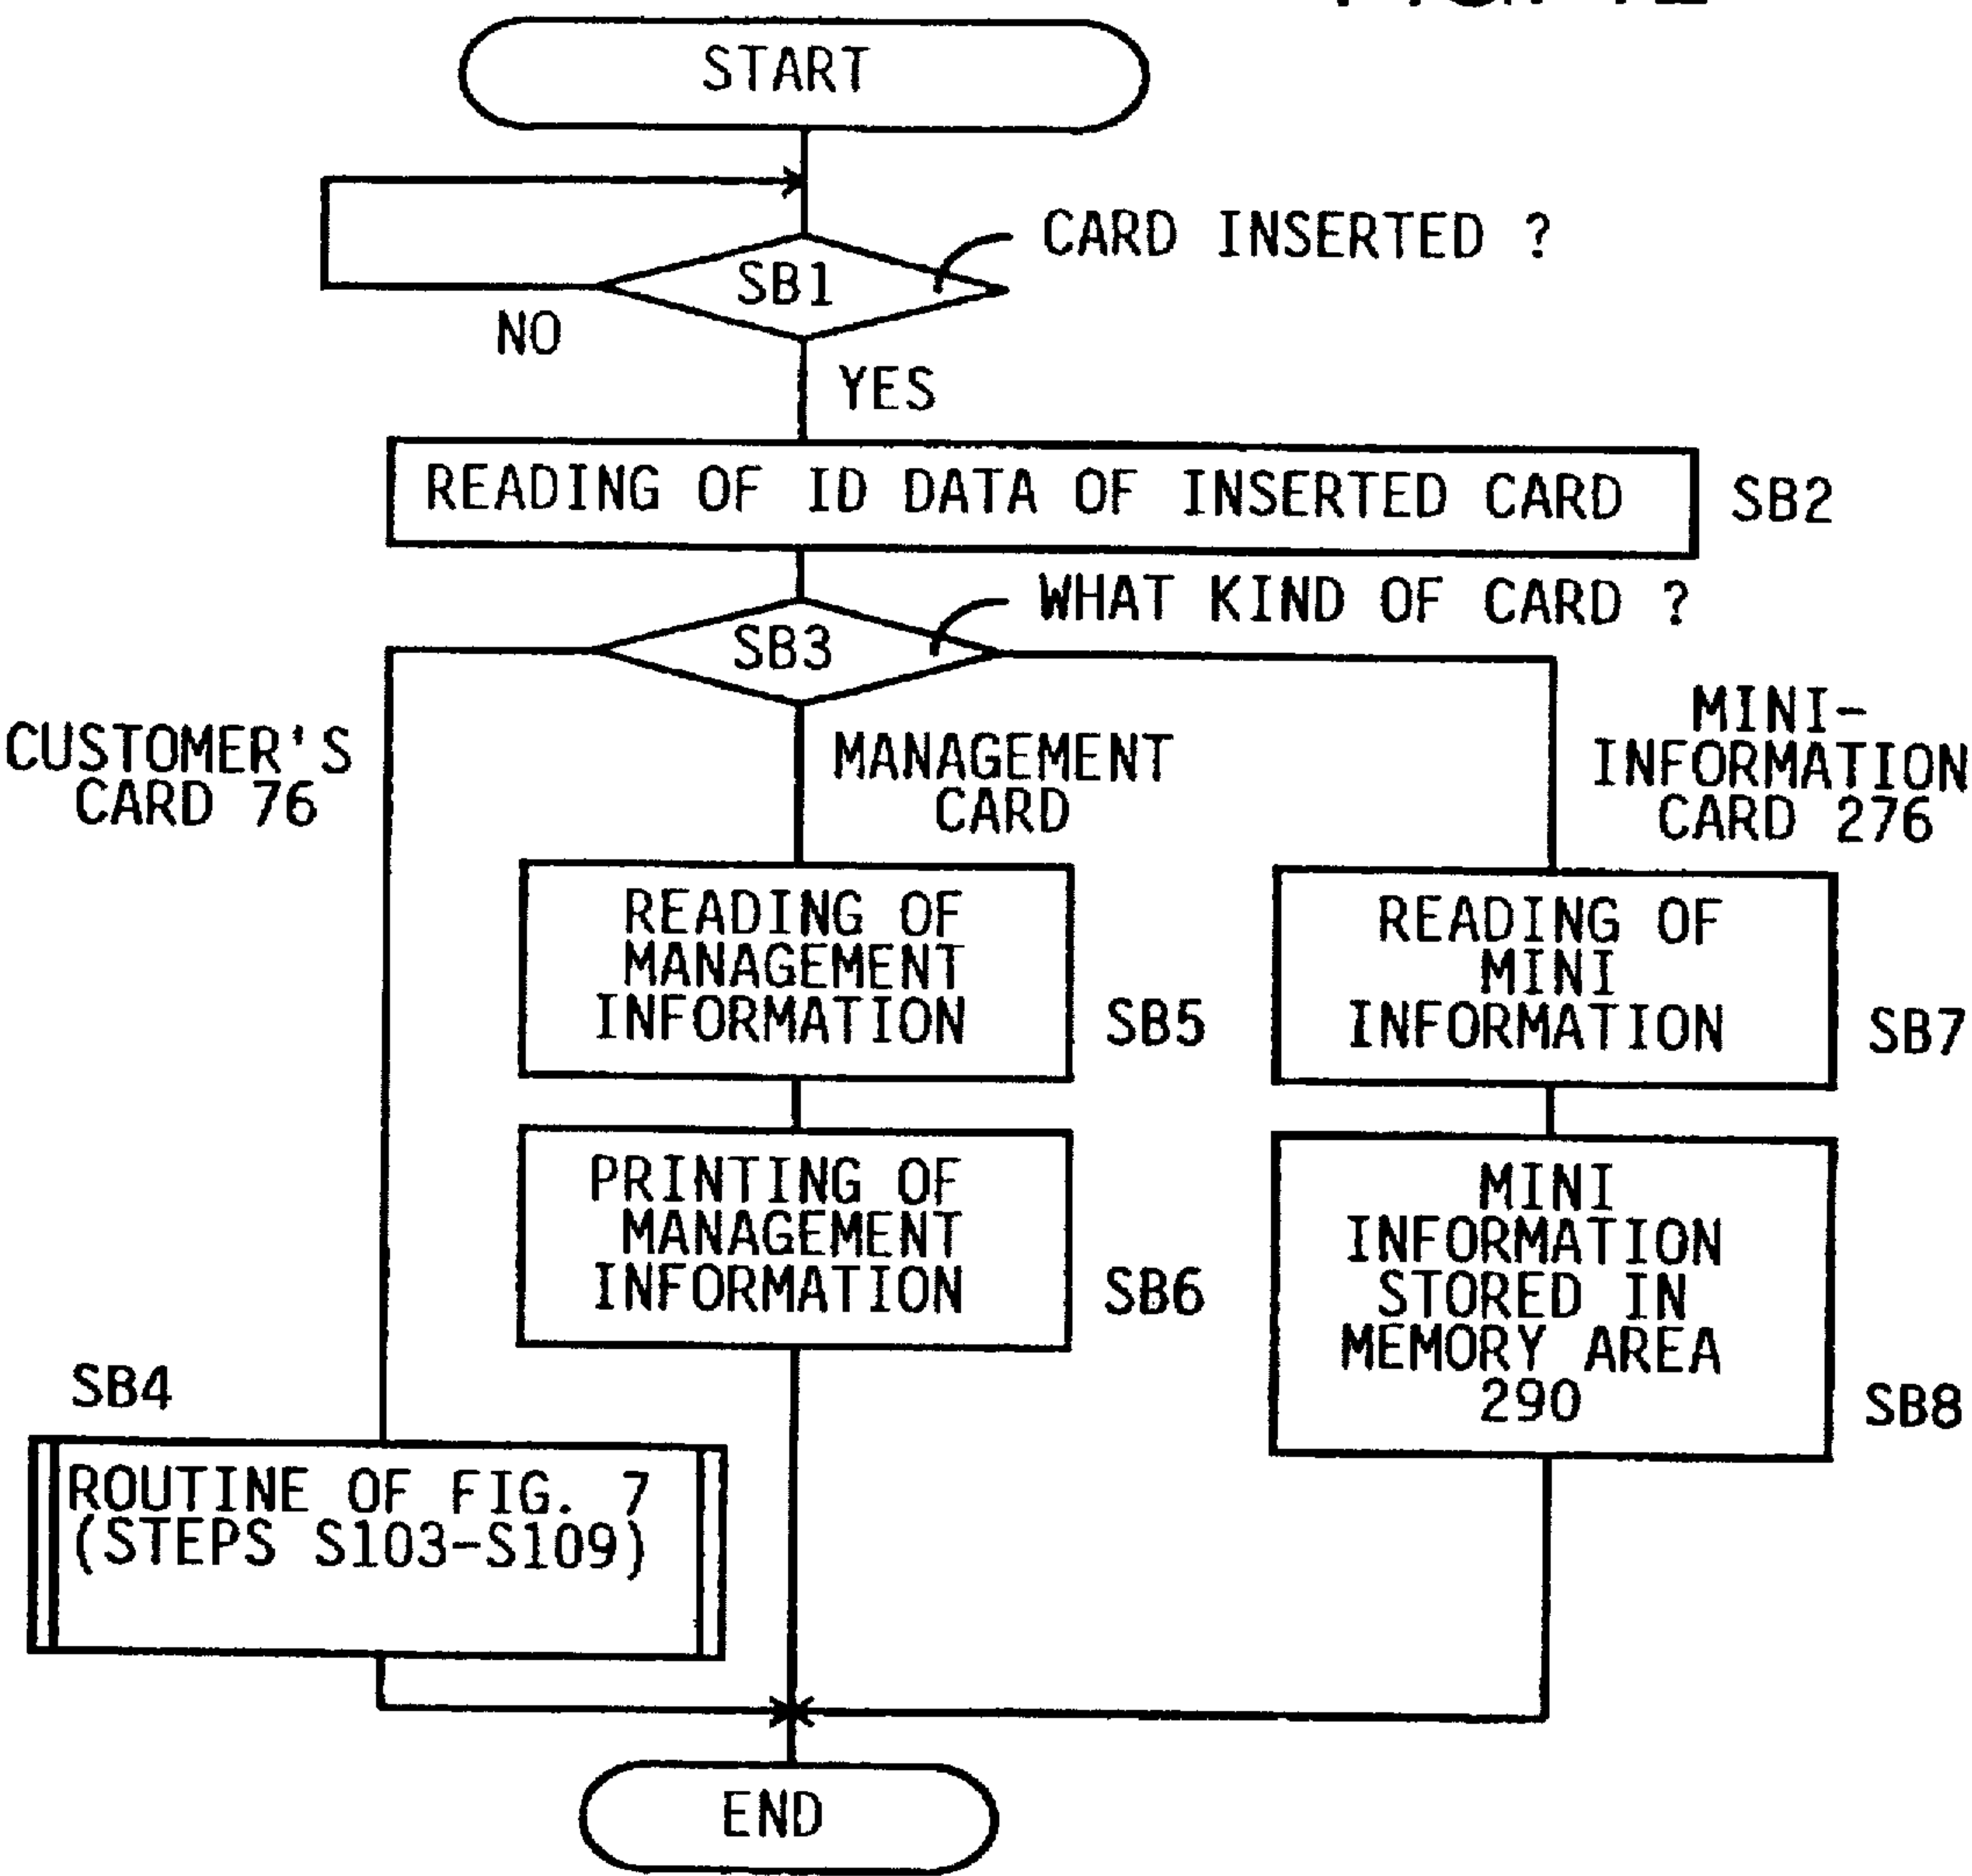 START
CARD INSERTED ?
SB1
NO
YES
READING OF ID DATA OF INSERTED CARD
SB2
WHAT KIND OF CARD ?
SB3
CUSTOMER'S
CARD 76
MANAGEMENT
CARD
MINI-
INFORMATION
CARD 276
READING OF
MANAGEMENT
INFORMATION
SB5
READING OF
MINI
INFORMATION
SB7
PRINTING OF
MANAGEMENT
INFORMATION
SB6
MINI
INFORMATION
STORED IN
MEMORY AREA
290
SB8
SB4
ROUTINE OF FIG. 7
(STEPS S103-S109)
END